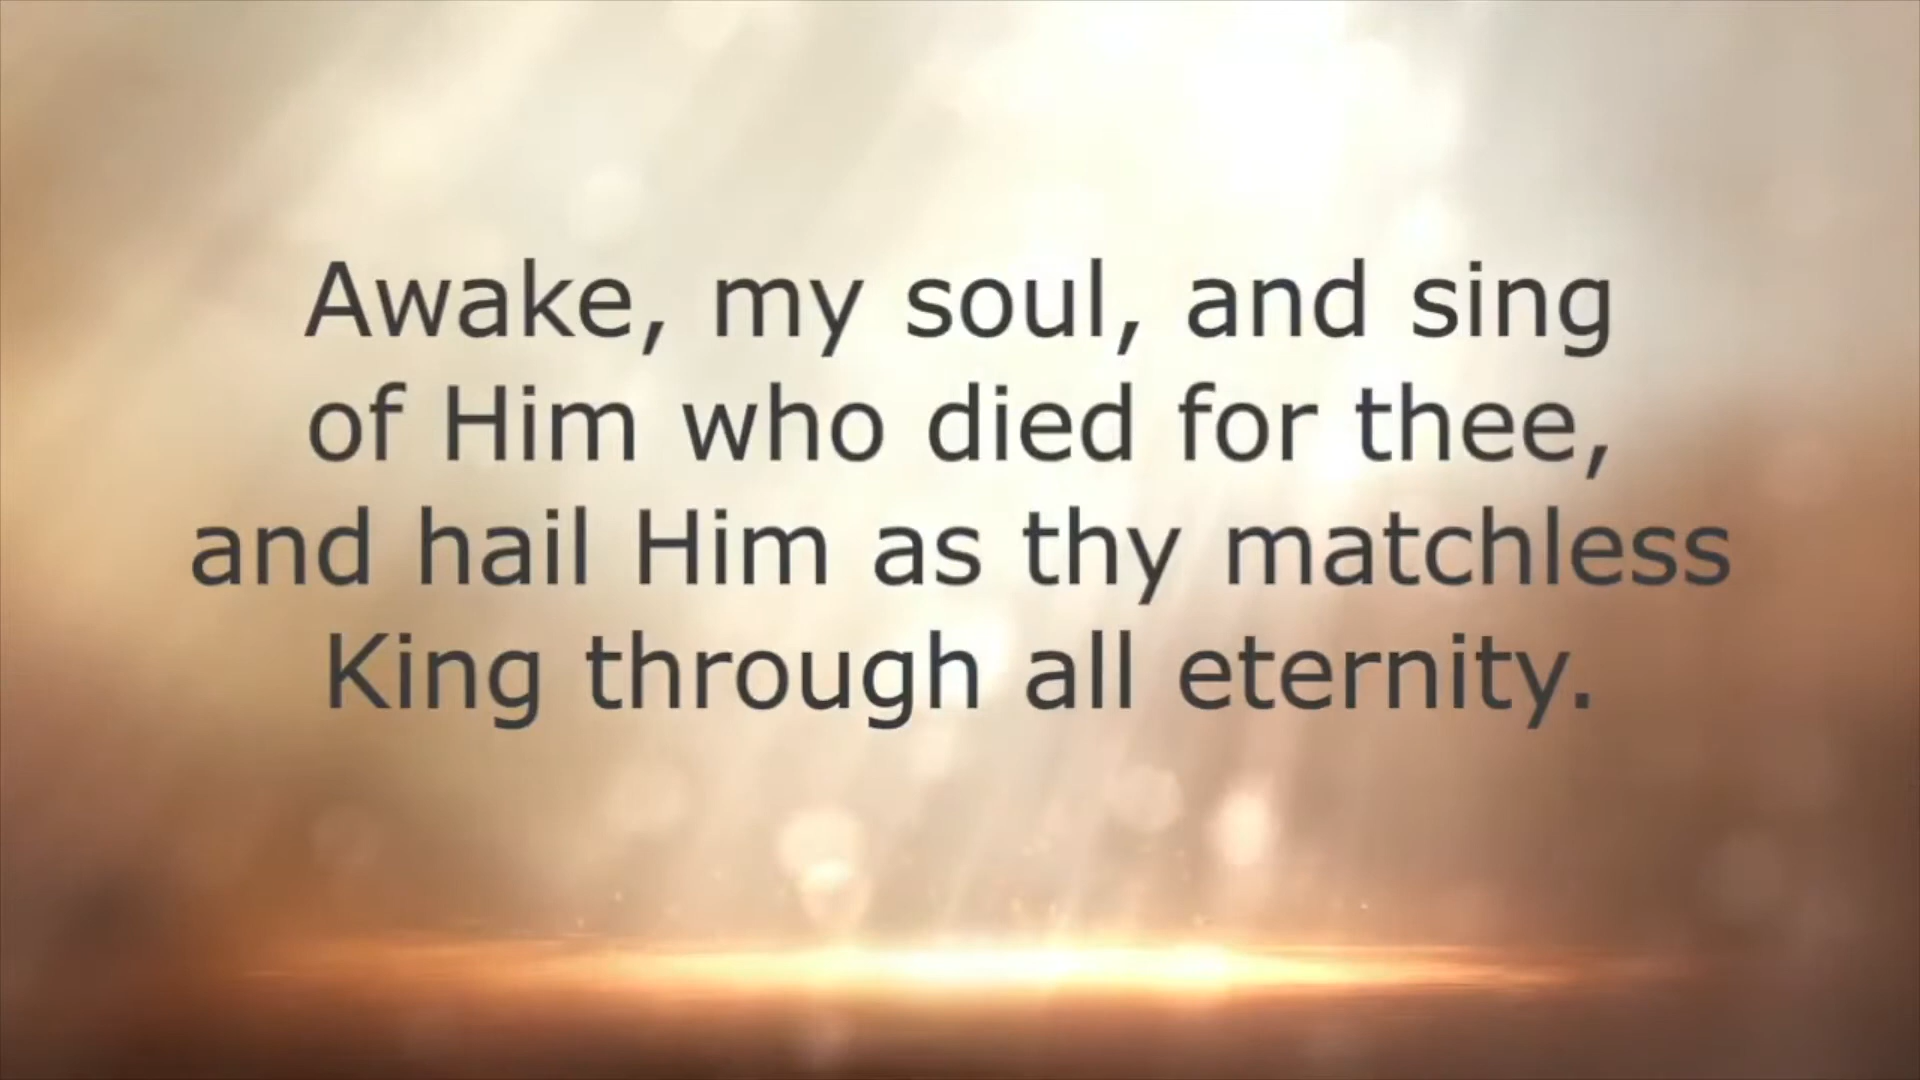 Awake, my soul, and sing
of Him who died for thee,
and hail Him as thy matchless
King through all eternity.